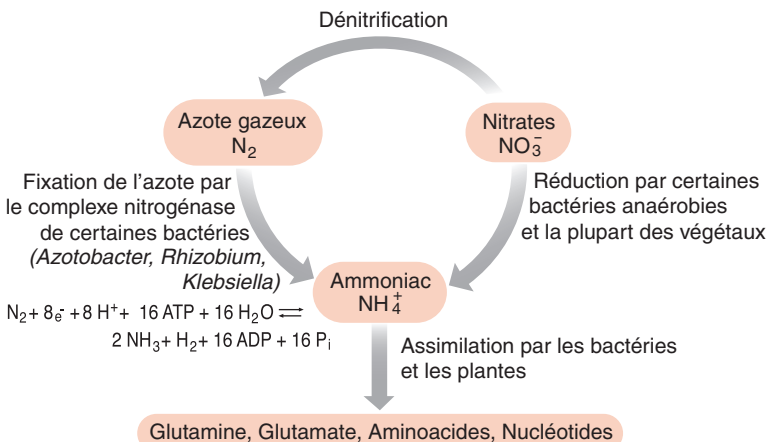 Dénitrification
Azote gazeux
N₂
Nitrates
NO₃⁻
Fixation de l’azote par
le complexe nitrogénase
de certaines bactéries
(Azotobacter, Rhizobium,
Klebsiella)
N₂ + 8e⁻ + 8 H⁺ + 16 ATP + 16 H₂O ⇌
2 NH₃ + H₂ + 16 ADP + 16 Pᵢ
Réduction par certaines
bactéries anaérobies
et la plupart des végétaux
Ammoniac
NH₄⁺
Assimilation par les bactéries
et les plantes
Glutamine, Glutamate, Aminoacides, Nucléotides